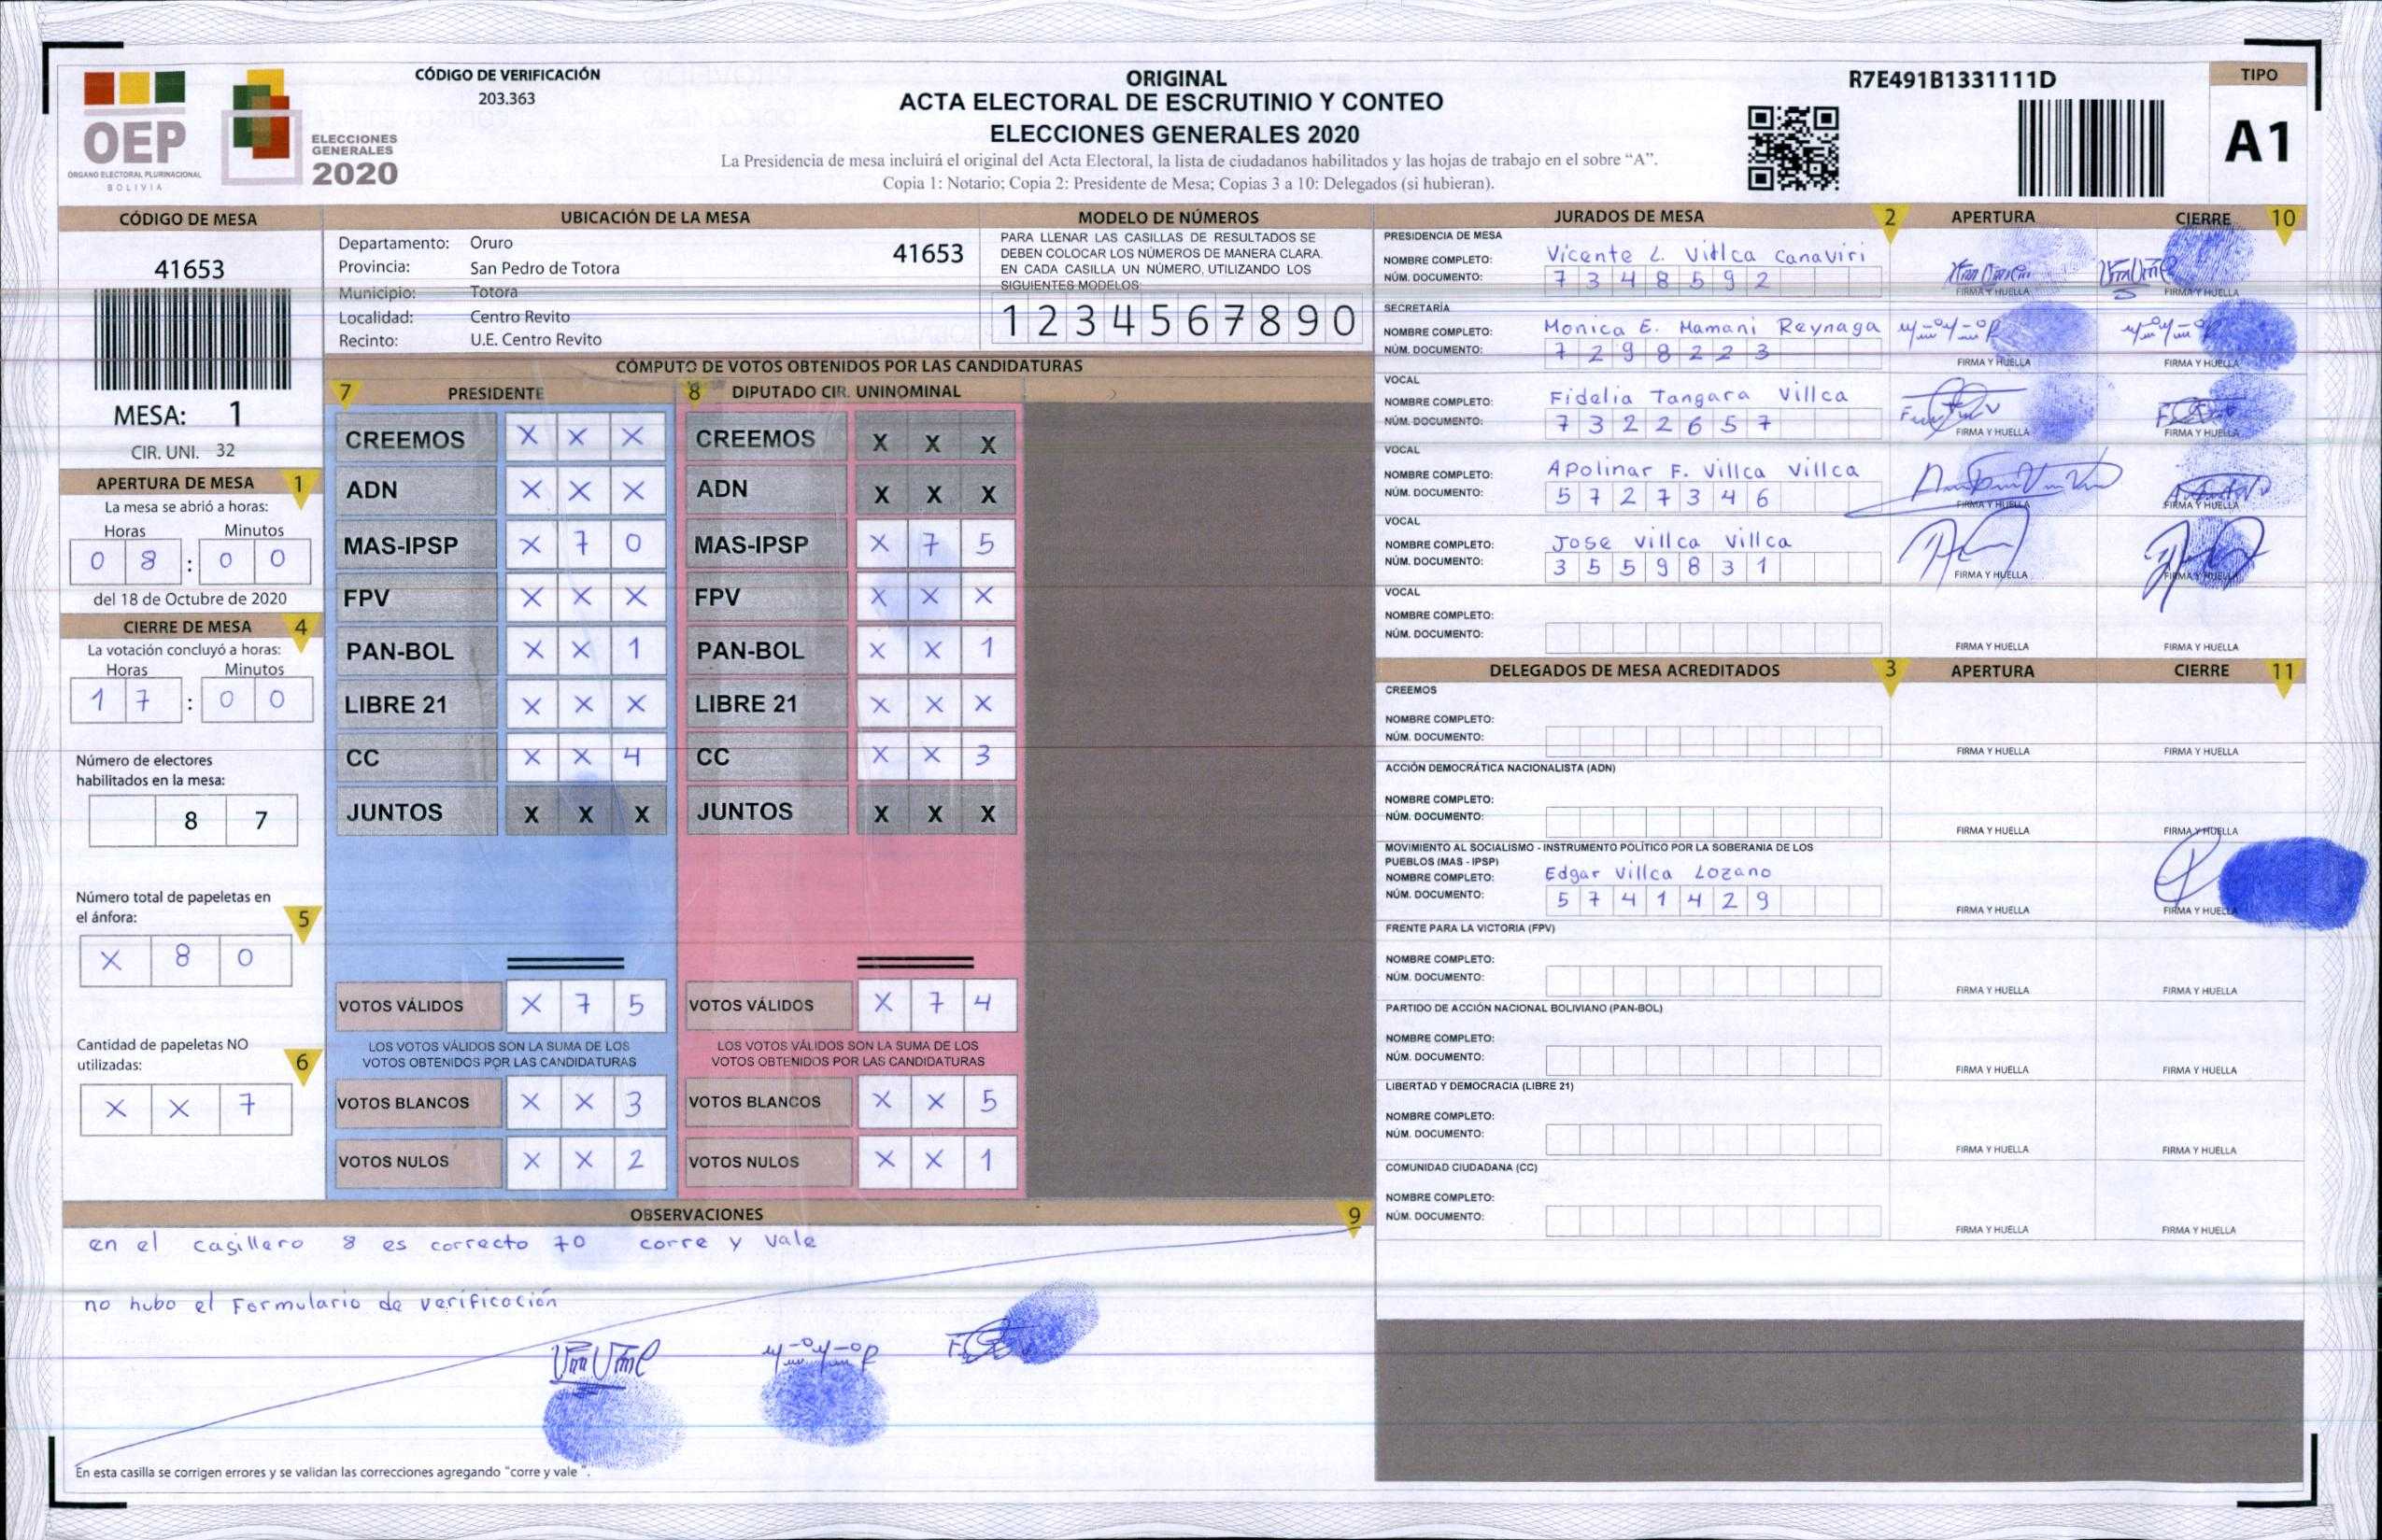 OEP
ÓRGANO ELECTORAL PLURINACIONAL
BOLIVIA
ELECCIONES
GENERALES
2020
CÓDIGO DE VERIFICACIÓN
203.363
ORIGINAL
ACTA ELECTORAL DE ESCRUTINIO Y CONTEO
ELECCIONES GENERALES 2020
La Presidencia de mesa incluirá el original del Acta Electoral, la lista de ciudadanos habilitados y las hojas de trabajo en el sobre “A”.
Copia 1: Notario; Copia 2: Presidente de Mesa; Copias 3 a 10: Delegados (si hubieran).
R7E491B1331111D
TIPO
A1
CÓDIGO DE MESA
41653
MESA: 1
CIR. UNI. 32
APERTURA DE MESA 1
La mesa se abrió a horas:
Horas Minutos
0 8 : 0 0
del 18 de Octubre de 2020
CIERRE DE MESA 4
La votación concluyó a horas:
Horas Minutos
1 7 : 0 0
Número de electores
habilitados en la mesa:
8 7
Número total de papeletas en
el ánfora: 5
X 8 0
Cantidad de papeletas NO
utilizadas: 6
X X 7
UBICACIÓN DE LA MESA
Departamento: Oruro 41653
Provincia: San Pedro de Totora
Municipio: Totora
Localidad: Centro Revito
Recinto: U.E. Centro Revito
MODELO DE NÚMEROS
PARA LLENAR LAS CASILLAS DE RESULTADOS SE
DEBEN COLOCAR LOS NÚMEROS DE MANERA CLARA.
EN CADA CASILLA UN NÚMERO, UTILIZANDO LOS
SIGUIENTES MODELOS:
1 2 3 4 5 6 7 8 9 0
CÓMPUTO DE VOTOS OBTENIDOS POR LAS CANDIDATURAS
7 PRESIDENTE
CREEMOS X X X
ADN X X X
MAS-IPSP X 7 0
FPV X X X
PAN-BOL X X 1
LIBRE 21 X X X
CC X X 4
JUNTOS X X X
VOTOS VÁLIDOS X 7 5
LOS VOTOS VÁLIDOS SON LA SUMA DE LOS
VOTOS OBTENIDOS POR LAS CANDIDATURAS
VOTOS BLANCOS X X 3
VOTOS NULOS X X 2
8 DIPUTADO CIR. UNINOMINAL
CREEMOS X X X
ADN X X X
MAS-IPSP X 7 5
FPV X X X
PAN-BOL X X 1
LIBRE 21 X X X
CC X X 3
JUNTOS X X X
VOTOS VÁLIDOS X 7 4
LOS VOTOS VÁLIDOS SON LA SUMA DE LOS
VOTOS OBTENIDOS POR LAS CANDIDATURAS
VOTOS BLANCOS X X 5
VOTOS NULOS X X 1
OBSERVACIONES 9
en el casillero 8 es correcto 70 corre y vale
no hubo el Formulario de verificación
En esta casilla se corrigen errores y se validan las correcciones agregando "corre y vale ".
JURADOS DE MESA 2 APERTURA CIERRE 10
PRESIDENCIA DE MESA
NOMBRE COMPLETO: Vicente L. Villca Canaviri
NÚM. DOCUMENTO: 7 3 4 8 5 9 2
FIRMA Y HUELLA FIRMA Y HUELLA
SECRETARÍA
NOMBRE COMPLETO: Monica E. Mamani Reynaga
NÚM. DOCUMENTO: 7 2 9 8 2 2 3
FIRMA Y HUELLA FIRMA Y HUELLA
VOCAL
NOMBRE COMPLETO: Fidelia Tangara Villca
NÚM. DOCUMENTO: 7 3 2 2 6 5 7
FIRMA Y HUELLA FIRMA Y HUELLA
VOCAL
NOMBRE COMPLETO: Apolinar F. Villca Villca
NÚM. DOCUMENTO: 5 7 2 7 3 4 6
FIRMA Y HUELLA FIRMA Y HUELLA
VOCAL
NOMBRE COMPLETO: Jose Villca Villca
NÚM. DOCUMENTO: 3 5 5 9 8 3 1
FIRMA Y HUELLA FIRMA Y HUELLA
VOCAL
NOMBRE COMPLETO:
NÚM. DOCUMENTO:
FIRMA Y HUELLA FIRMA Y HUELLA
DELEGADOS DE MESA ACREDITADOS 3 APERTURA CIERRE 11
CREEMOS
NOMBRE COMPLETO:
NÚM. DOCUMENTO:
FIRMA Y HUELLA FIRMA Y HUELLA
ACCIÓN DEMOCRÁTICA NACIONALISTA (ADN)
NOMBRE COMPLETO:
NÚM. DOCUMENTO:
FIRMA Y HUELLA FIRMA Y HUELLA
MOVIMIENTO AL SOCIALISMO - INSTRUMENTO POLÍTICO POR LA SOBERANIA DE LOS
PUEBLOS (MAS - IPSP)
NOMBRE COMPLETO: Edgar Villca Lozano
NÚM. DOCUMENTO: 5 7 4 1 4 2 9
FIRMA Y HUELLA FIRMA Y HUELLA
FRENTE PARA LA VICTORIA (FPV)
NOMBRE COMPLETO:
NÚM. DOCUMENTO:
FIRMA Y HUELLA FIRMA Y HUELLA
PARTIDO DE ACCIÓN NACIONAL BOLIVIANO (PAN-BOL)
NOMBRE COMPLETO:
NÚM. DOCUMENTO:
FIRMA Y HUELLA FIRMA Y HUELLA
LIBERTAD Y DEMOCRACIA (LIBRE 21)
NOMBRE COMPLETO:
NÚM. DOCUMENTO:
FIRMA Y HUELLA FIRMA Y HUELLA
COMUNIDAD CIUDADANA (CC)
NOMBRE COMPLETO:
NÚM. DOCUMENTO:
FIRMA Y HUELLA FIRMA Y HUELLA